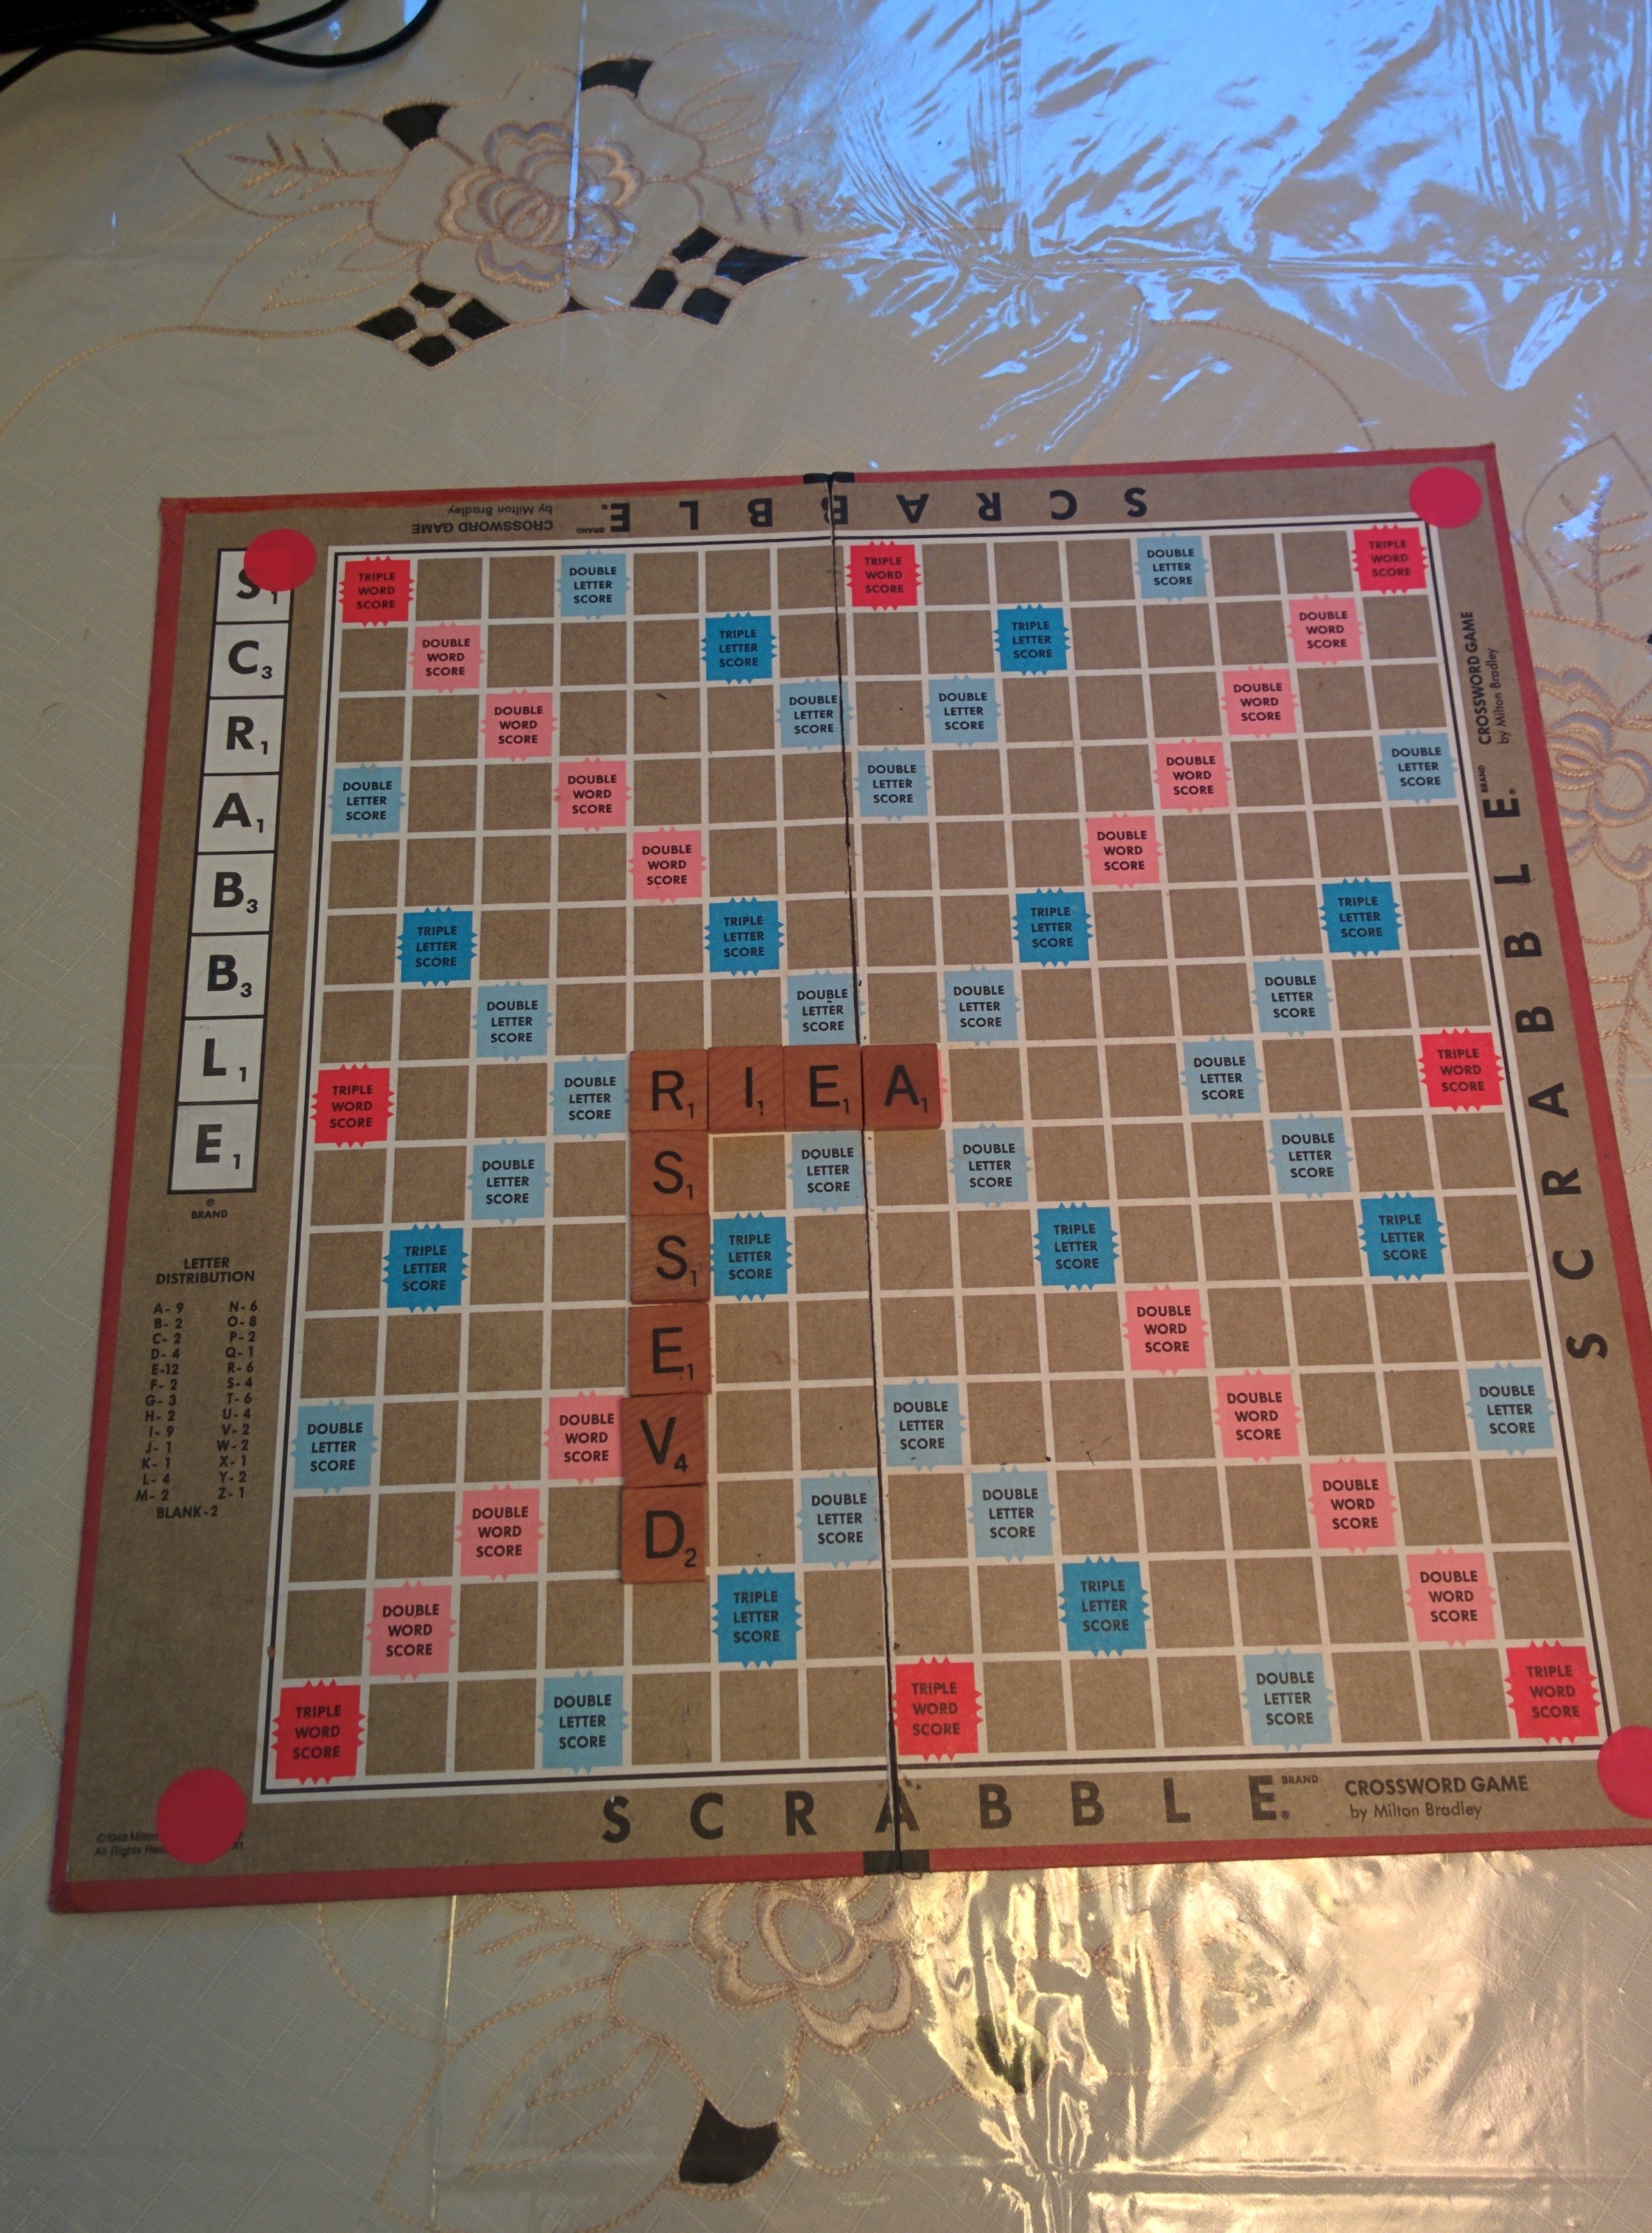 SCRABBLE.
BRAND
CROSSWORD GAME
by Milton Bradley
S1
C3
R1
A1
B3
B3
L1
E1
®
BRAND
LETTER
DISTRIBUTION
A-9 N-6
B-2 O-8
C-2 P-2
D-4 Q-1
E-12 R-6
F-2 S-4
G-3 T-6
H-2 U-4
I-9 V-2
J-1 W-2
K-1 X-1
L-4 Y-2
M-2 Z-1
BLANK-2
TRIPLE WORD SCORE DOUBLE LETTER SCORE TRIPLE WORD SCORE DOUBLE LETTER SCORE TRIPLE WORD SCORE
DOUBLE WORD SCORE TRIPLE LETTER SCORE TRIPLE LETTER SCORE DOUBLE WORD SCORE
DOUBLE WORD SCORE DOUBLE LETTER SCORE DOUBLE LETTER SCORE DOUBLE WORD SCORE
DOUBLE LETTER SCORE DOUBLE WORD SCORE DOUBLE LETTER SCORE DOUBLE WORD SCORE DOUBLE LETTER SCORE
DOUBLE WORD SCORE DOUBLE WORD SCORE
TRIPLE LETTER SCORE TRIPLE LETTER SCORE TRIPLE LETTER SCORE TRIPLE LETTER SCORE
DOUBLE LETTER SCORE DOUBLE LETTER SCORE DOUBLE LETTER SCORE DOUBLE LETTER SCORE
TRIPLE WORD SCORE DOUBLE LETTER SCORE R1 I1 E1 A1 DOUBLE LETTER SCORE TRIPLE WORD SCORE
DOUBLE LETTER SCORE S1 DOUBLE LETTER SCORE DOUBLE LETTER SCORE DOUBLE LETTER SCORE
TRIPLE LETTER SCORE S1 TRIPLE LETTER SCORE TRIPLE LETTER SCORE TRIPLE LETTER SCORE
E1 DOUBLE WORD SCORE
DOUBLE LETTER SCORE DOUBLE WORD SCORE V4 DOUBLE LETTER SCORE DOUBLE WORD SCORE DOUBLE LETTER SCORE
DOUBLE WORD SCORE D2 DOUBLE LETTER SCORE DOUBLE LETTER SCORE DOUBLE WORD SCORE
DOUBLE WORD SCORE TRIPLE LETTER SCORE TRIPLE LETTER SCORE DOUBLE WORD SCORE
TRIPLE WORD SCORE DOUBLE LETTER SCORE TRIPLE WORD SCORE DOUBLE LETTER SCORE TRIPLE WORD SCORE
SCRABBLE.
BRAND
CROSSWORD GAME
by Milton Bradley
SCRABBLE.
BRAND
CROSSWORD GAME
by Milton Bradley
©1948 Milton
All Rights